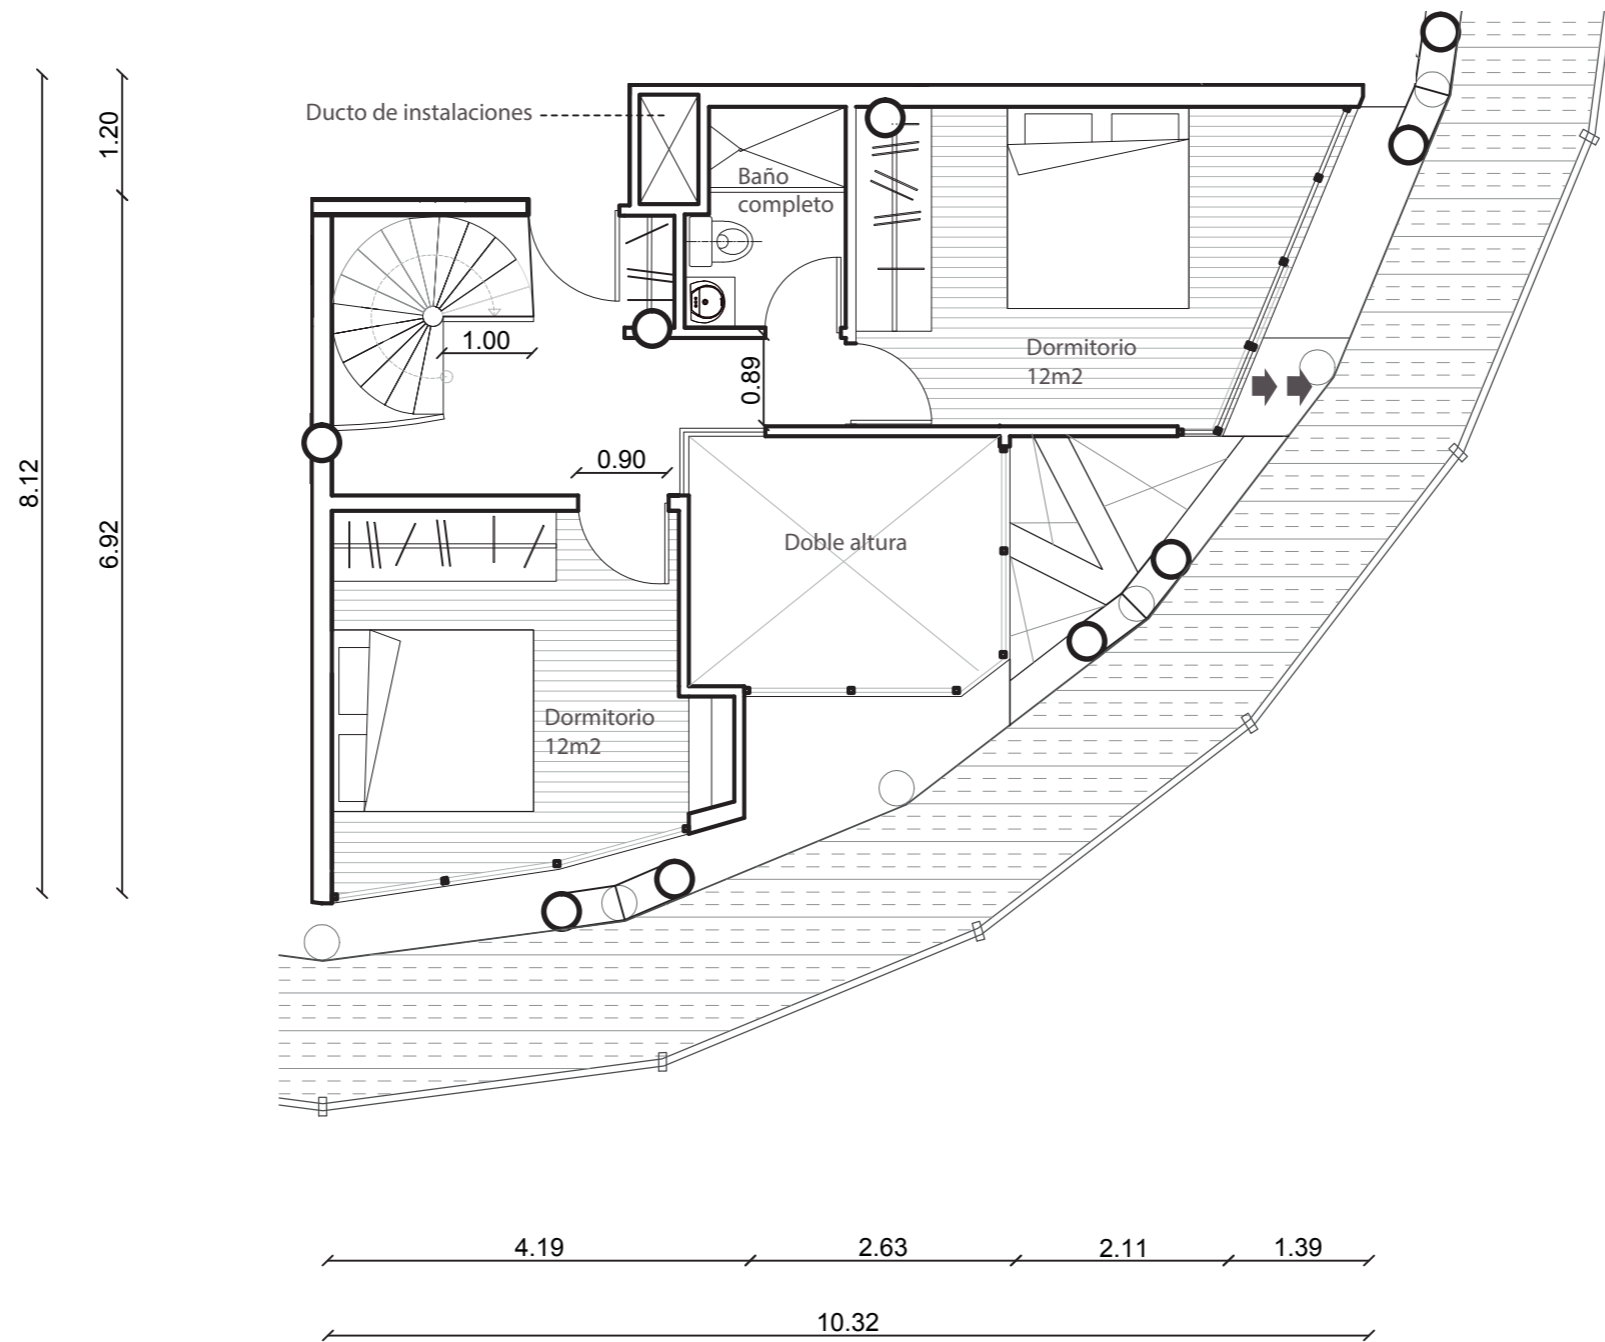 Ducto de instalaciones
1.20
Baño
completo
1.00
0.89
Dormitorio
12m2
0.90
8.12
6.92
Doble altura
Dormitorio
12m2
4.19
2.63
2.11
1.39
10.32